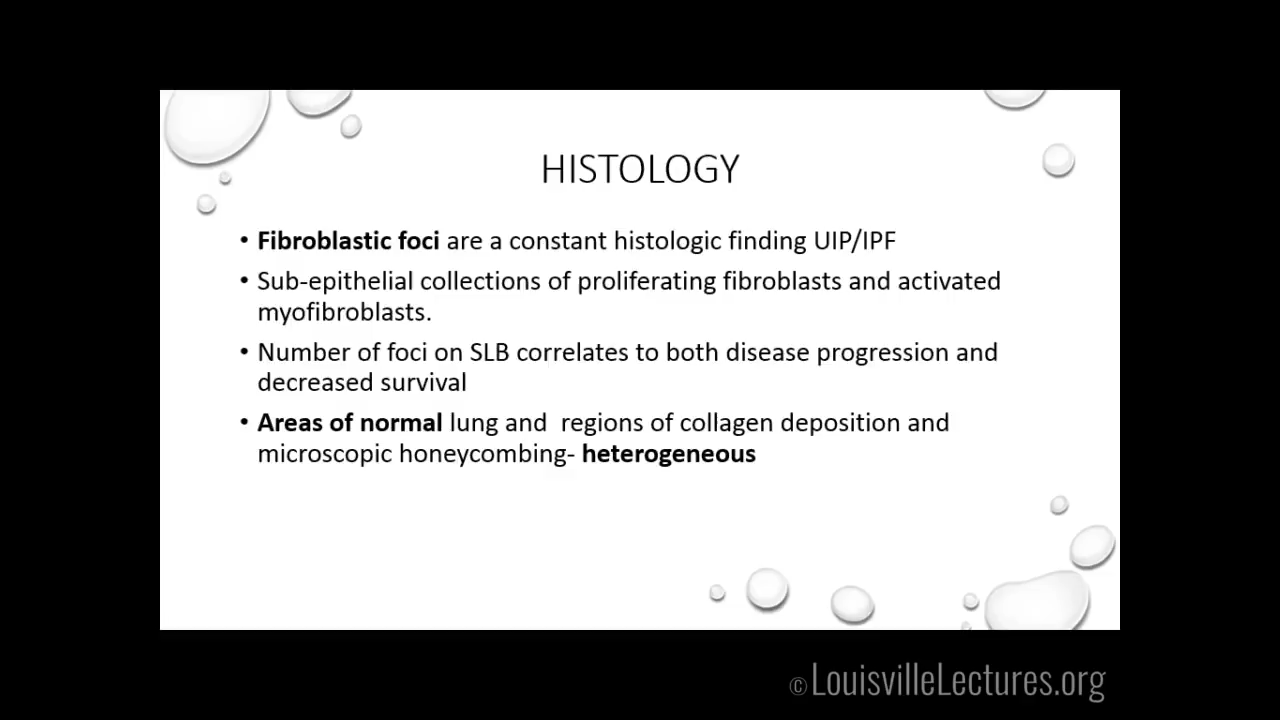 HISTOLOGY
• Fibroblastic foci are a constant histologic finding UIP/IPF
• Sub-epithelial collections of proliferating fibroblasts and activated
myofibroblasts.
• Number of foci on SLB correlates to both disease progression and
decreased survival
• Areas of normal lung and  regions of collagen deposition and
microscopic honeycombing- heterogeneous
© LouisvilleLectures.org